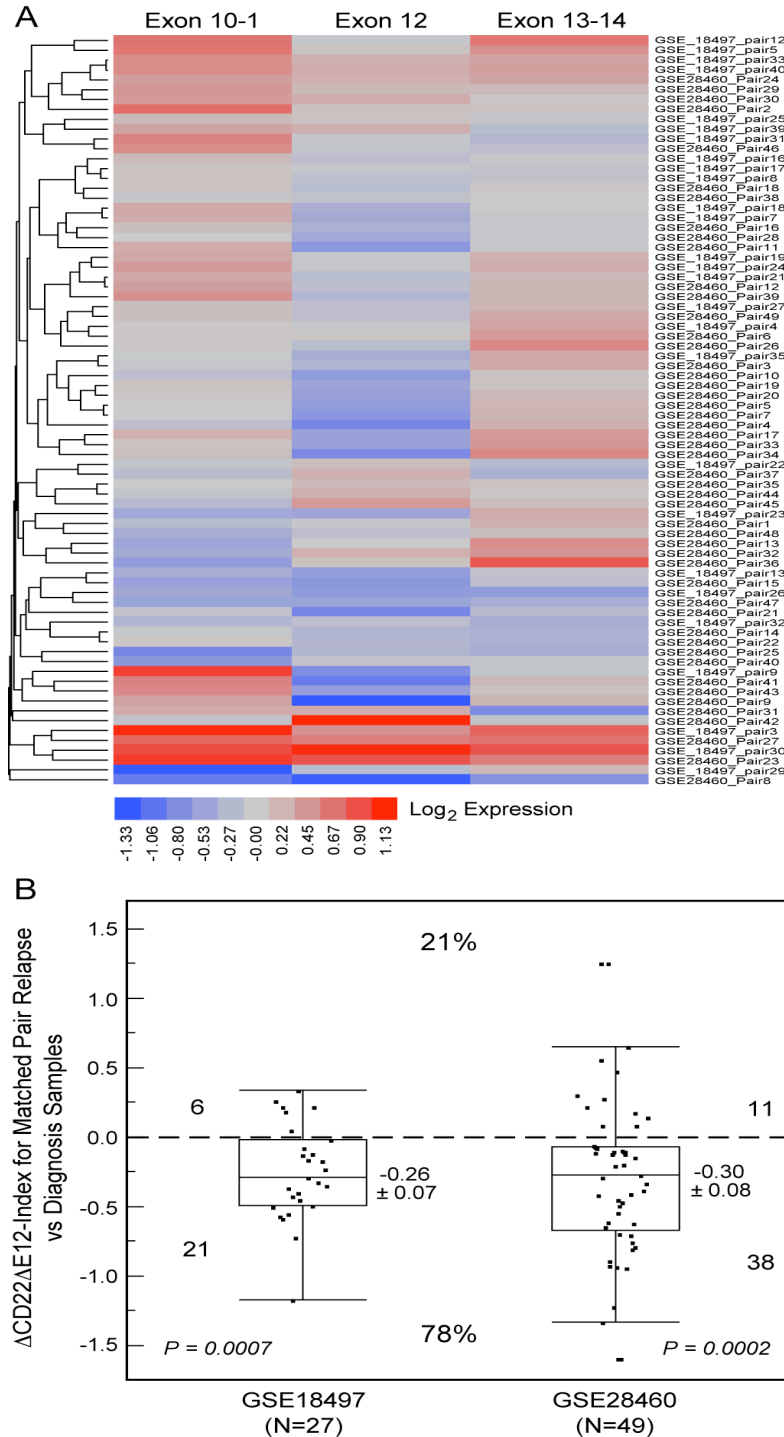 A
Exon 10-1 Exon 12 Exon 13-14
GSE_18497_pair12
GSE_18497_pair5
GSE_18497_pair33
GSE_18497_pair40
GSE28460_Pair24
GSE28460_Pair29
GSE28460_Pair30
GSE28460_Pair2
GSE_18497_pair25
GSE_18497_pair39
GSE_18497_pair31
GSE28460_Pair46
GSE_18497_pair16
GSE_18497_pair17
GSE_18497_pair8
GSE28460_Pair18
GSE28460_Pair38
GSE_18497_pair18
GSE_18497_pair7
GSE28460_Pair16
GSE28460_Pair28
GSE28460_Pair11
GSE_18497_pair19
GSE_18497_pair24
GSE_18497_pair21
GSE28460_Pair12
GSE28460_Pair39
GSE_18497_pair27
GSE28460_Pair49
GSE_18497_pair4
GSE28460_Pair6
GSE28460_Pair26
GSE_18497_pair35
GSE28460_Pair3
GSE28460_Pair10
GSE28460_Pair19
GSE28460_Pair20
GSE28460_Pair5
GSE28460_Pair7
GSE28460_Pair4
GSE28460_Pair17
GSE28460_Pair33
GSE28460_Pair34
GSE_18497_pair22
GSE28460_Pair37
GSE28460_Pair35
GSE28460_Pair44
GSE28460_Pair45
GSE_18497_pair23
GSE28460_Pair1
GSE28460_Pair48
GSE28460_Pair13
GSE28460_Pair32
GSE28460_Pair36
GSE_18497_pair13
GSE28460_Pair15
GSE_18497_pair26
GSE28460_Pair47
GSE28460_Pair21
GSE_18497_pair32
GSE28460_Pair14
GSE28460_Pair22
GSE28460_Pair25
GSE28460_Pair40
GSE_18497_pair9
GSE28460_Pair41
GSE28460_Pair43
GSE28460_Pair9
GSE28460_Pair31
GSE28460_Pair42
GSE_18497_pair3
GSE28460_Pair27
GSE_18497_pair30
GSE28460_Pair23
GSE_18497_pair29
GSE28460_Pair8
Log2 Expression
-1.33 -1.06 -0.80 -0.53 -0.27 -0.00 0.22 0.45 0.67 0.90 1.13
B
ΔCD22ΔE12-Index for Matched Pair Relapse
vs Diagnosis Samples
1.5
1.0
0.5
0.0
-0.5
-1.0
-1.5
21%
6
11
-0.26
± 0.07
-0.30
± 0.08
21
38
78%
P = 0.0007
P = 0.0002
GSE18497
(N=27)
GSE28460
(N=49)